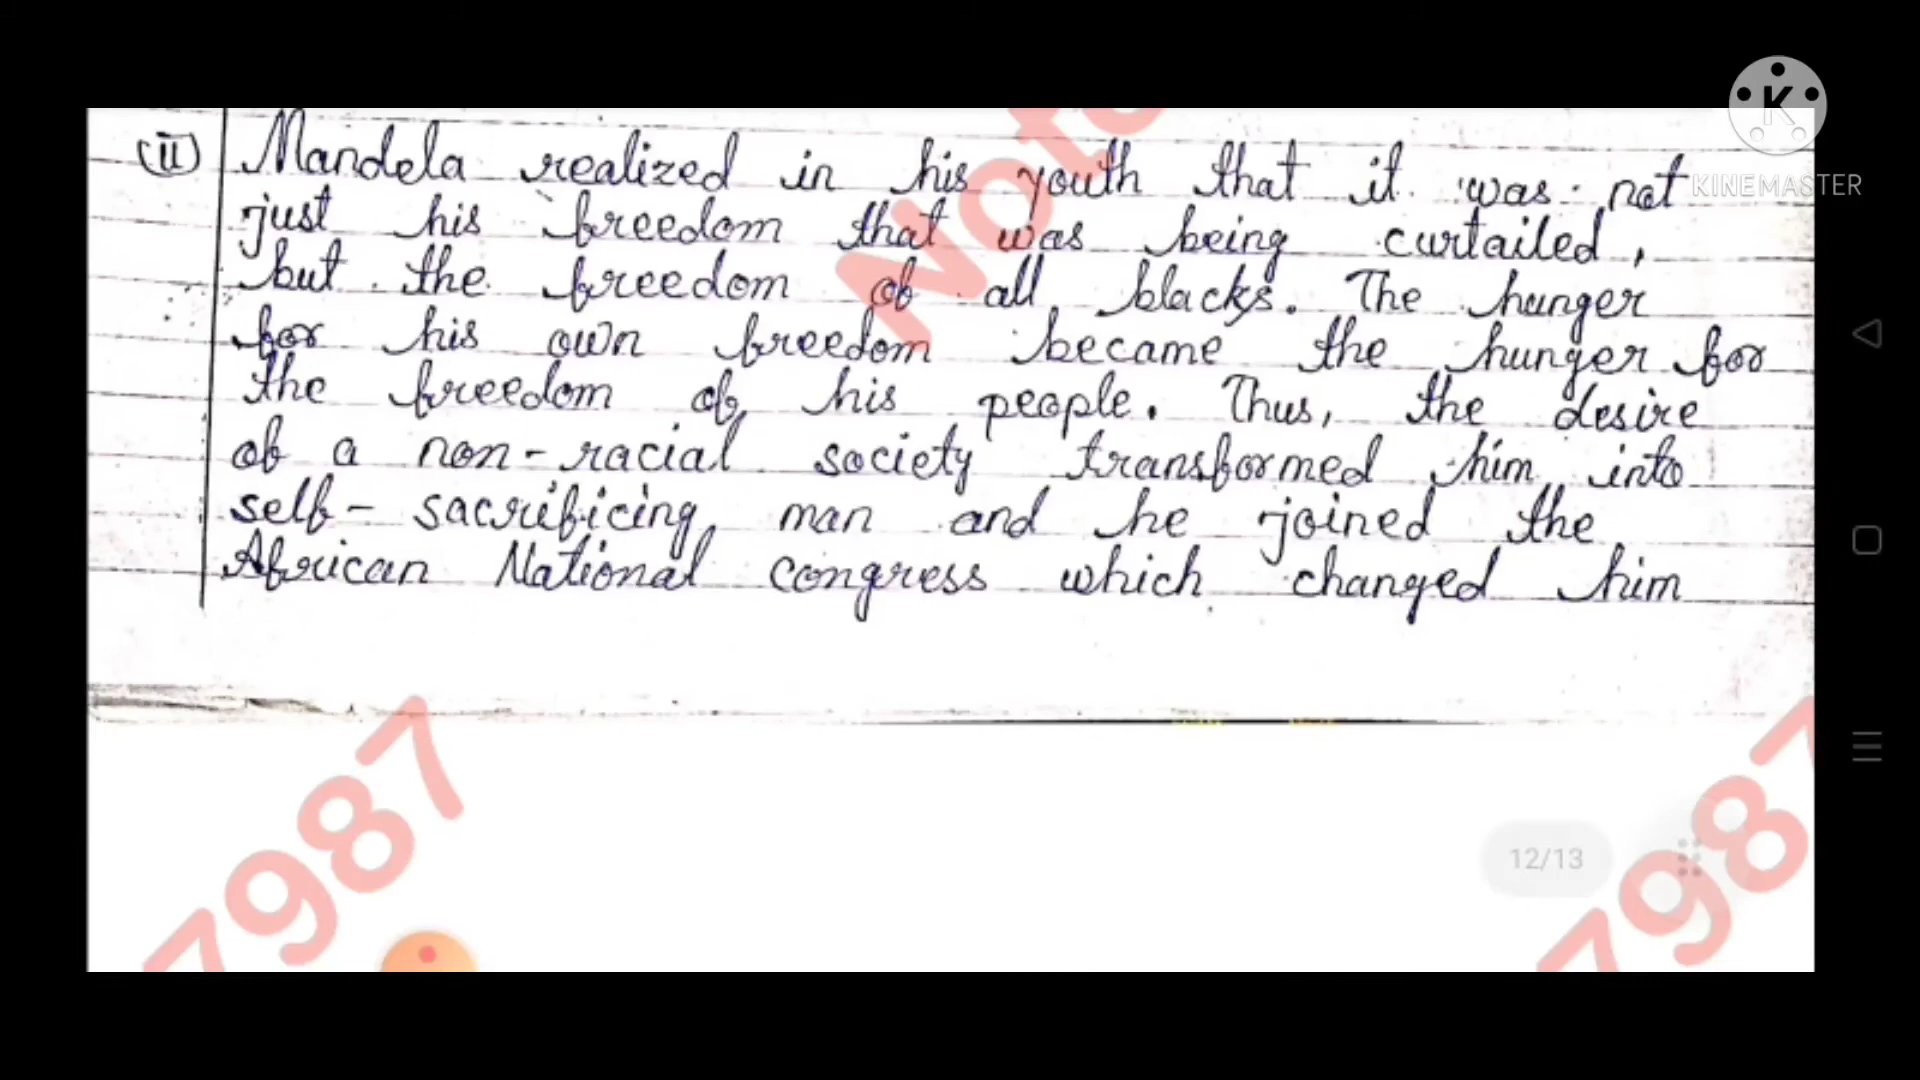 K
KINEMASTER
Note
(ii) Mandela realized in his youth that it was not
just his freedom that was being curtailed,
but the freedom of all blacks. The hunger
for his own freedom became the hunger for
the freedom of his people. Thus, the desire
of a non-racial society transformed him into
self-sacrificing man and he joined the
African National congress which changed him
7987
12/13
7987